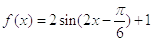 f(x) = 2sin(2x − π/6) + 1